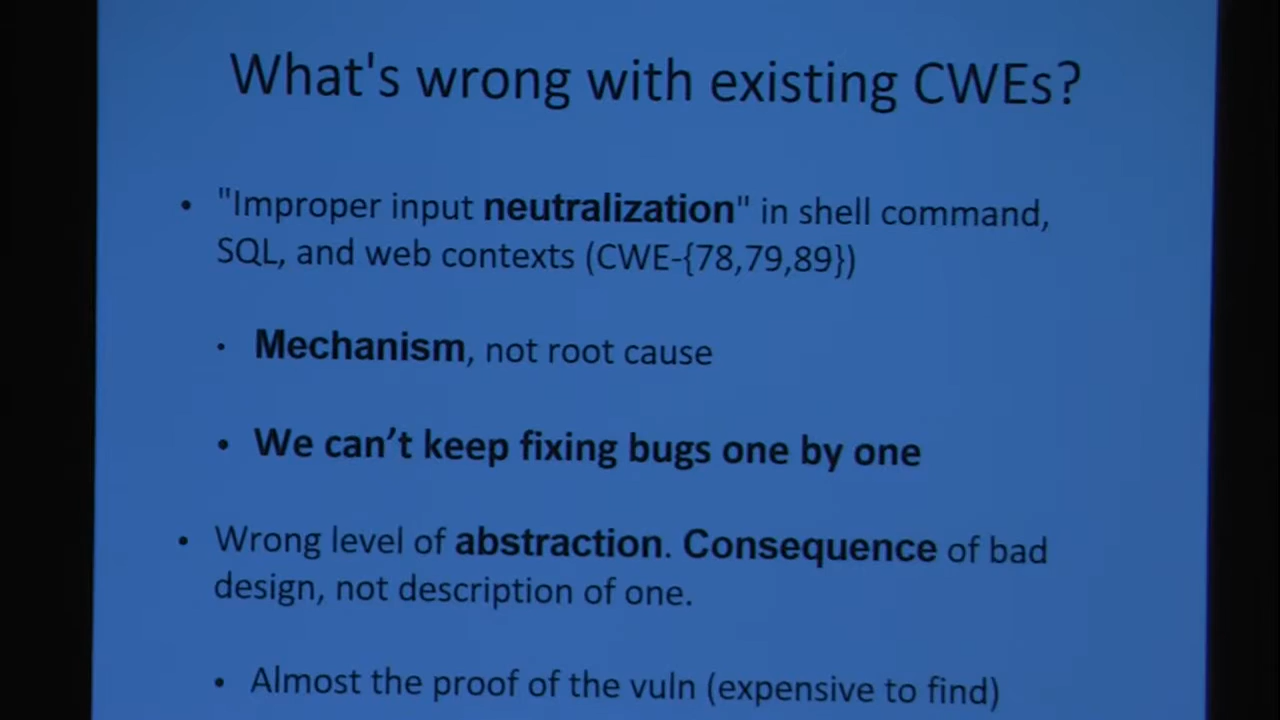 What's wrong with existing CWEs?
• "Improper input neutralization" in shell command,
SQL, and web contexts (CWE-{78,79,89})
• Mechanism, not root cause
• We can’t keep fixing bugs one by one
• Wrong level of abstraction. Consequence of bad
design, not description of one.
• Almost the proof of the vuln (expensive to find)